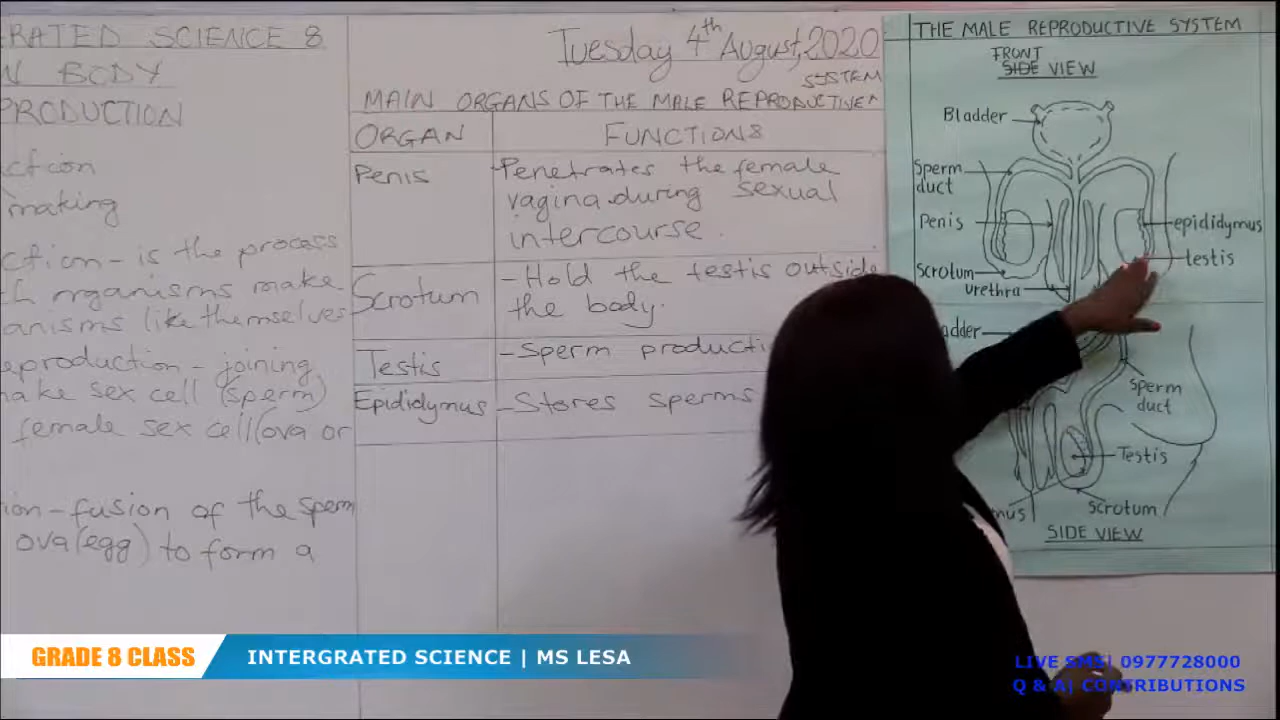 RATED SCIENCE 8
N BODY
PRODUCTION
ction
making
ction - is the process
organisms make
anisms like themselves
eproduction - joining
make sex cell (sperm)
female sex cell (ova or
ion - fusion of the sperm
ova (egg) to form a
Tuesday 4th August, 2020
SYSTEM
MAIN ORGANS OF THE MALE REPRODUCTIVE^
ORGAN FUNCTIONS
Penis - Penetrates the female
vagina during sexual
intercourse.
Scrotum - Hold the testis outside
the body.
Testis - Sperm producti
Epididymus - Stores sperms
THE MALE REPRODUCTIVE SYSTEM
FRONT
SIDE VIEW
Bladder
Sperm
duct
Penis
epididymus
Scrotum
testis
urethra
adder
Sperm
duct
Testis
mus
Scrotum
SIDE VIEW
GRADE 8 CLASS
INTERGRATED SCIENCE | MS LESA
LIVE SMS| 0977728000
Q & A| CONTRIBUTIONS